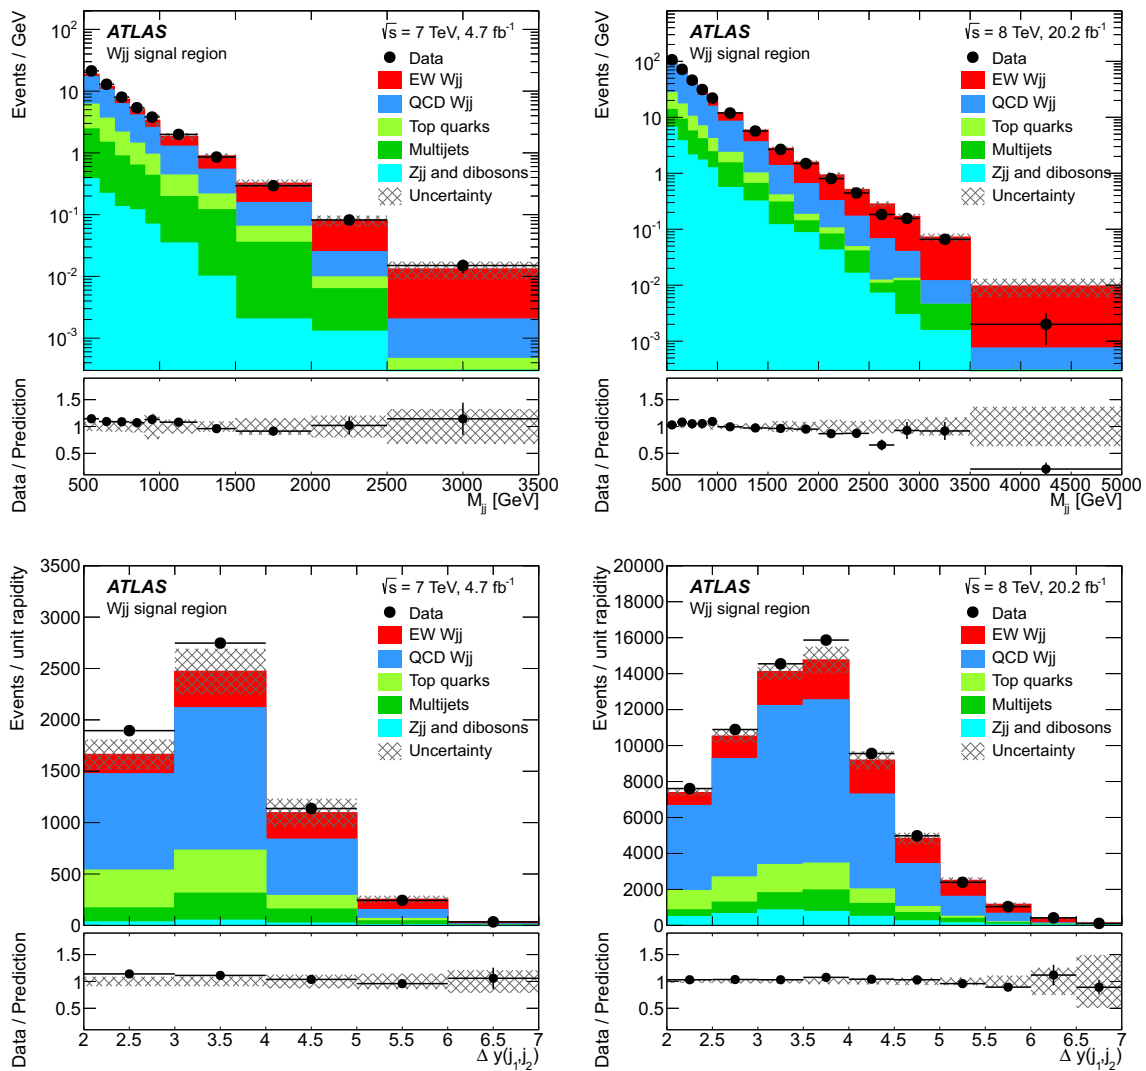 ATLAS
√s = 7 TeV, 4.7 fb⁻¹
Wjj signal region
Data
EW Wjj
QCD Wjj
Top quarks
Multijets
Zjj and dibosons
Uncertainty
Events / GeV
10²
10
1
10⁻¹
10⁻²
10⁻³
Data / Prediction
1.5
1
0.5
500 1000 1500 2000 2500 3000 3500
M_jj [GeV]
ATLAS
√s = 8 TeV, 20.2 fb⁻¹
Wjj signal region
Data
EW Wjj
QCD Wjj
Top quarks
Multijets
Zjj and dibosons
Uncertainty
Events / GeV
10²
10
1
10⁻¹
10⁻²
10⁻³
Data / Prediction
1.5
1
0.5
500 1000 1500 2000 2500 3000 3500 4000 4500 5000
M_jj [GeV]
ATLAS
√s = 7 TeV, 4.7 fb⁻¹
Wjj signal region
Data
EW Wjj
QCD Wjj
Top quarks
Multijets
Zjj and dibosons
Uncertainty
Events / unit rapidity
3500
3000
2500
2000
1500
1000
500
0
Data / Prediction
1.5
1
0.5
2 2.5 3 3.5 4 4.5 5 5.5 6 6.5 7
Δ y(j₁,j₂)
ATLAS
√s = 8 TeV, 20.2 fb⁻¹
Wjj signal region
Data
EW Wjj
QCD Wjj
Top quarks
Multijets
Zjj and dibosons
Uncertainty
Events / unit rapidity
20000
18000
16000
14000
12000
10000
8000
6000
4000
2000
0
Data / Prediction
1.5
1
0.5
2 2.5 3 3.5 4 4.5 5 5.5 6 6.5 7
Δ y(j₁,j₂)